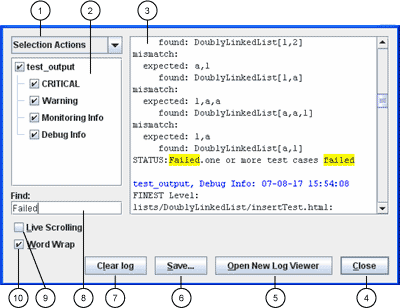 1
2
3
Selection Actions
test_output
CRITICAL
Warning
Monitoring Info
Debug Info
Find:
Failed
Live Scrolling
Word Wrap
found: DoublyLinkedList[1,2]
mismatch:
expected: a,1
found: DoublyLinkedList[1,a]
mismatch:
expected: 1,a,a
found: DoublyLinkedList[a,a,1]
mismatch:
expected: 1,a
found: DoublyLinkedList[a,1]
STATUS:Failed.one or more test cases failed
test_output, Debug Info: 07-08-17 15:54:08
FINEST Level:
lists/DoublyLinkedList/insertTest.html:
Clear log
Save...
Open New Log Viewer
Close
10
9
8
7
6
5
4